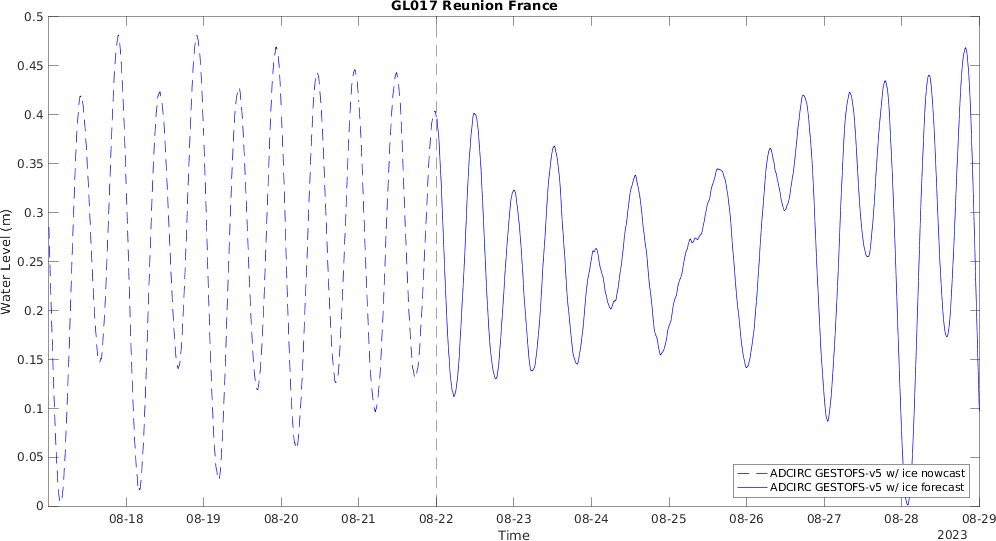 GL017 Reunion France
0.5
0.45
0.4
0.35
0.3
0.25
0.2
0.15
0.1
0.05
0
Water Level (m)
08-18 08-19 08-20 08-21 08-22 08-23 08-24 08-25 08-26 08-27 08-28 08-29
Time
2023
ADCIRC GESTOFS-v5 w/ ice nowcast
ADCIRC GESTOFS-v5 w/ ice forecast